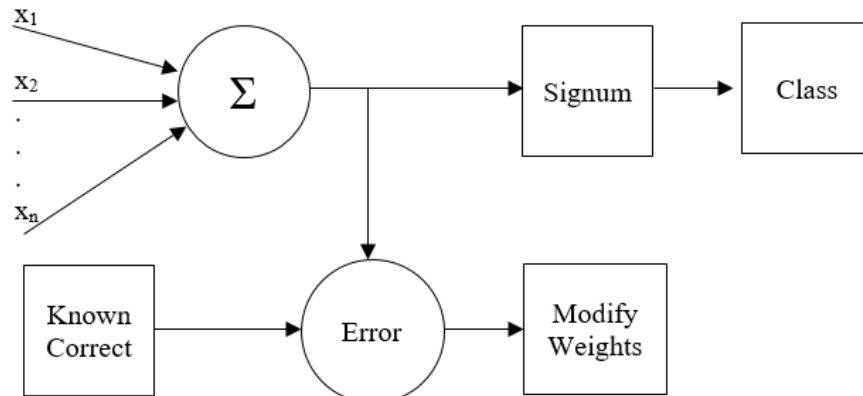 x₁
x₂
.
.
.
xₙ
Σ
Signum
Class
Known
Correct
Error
Modify
Weights